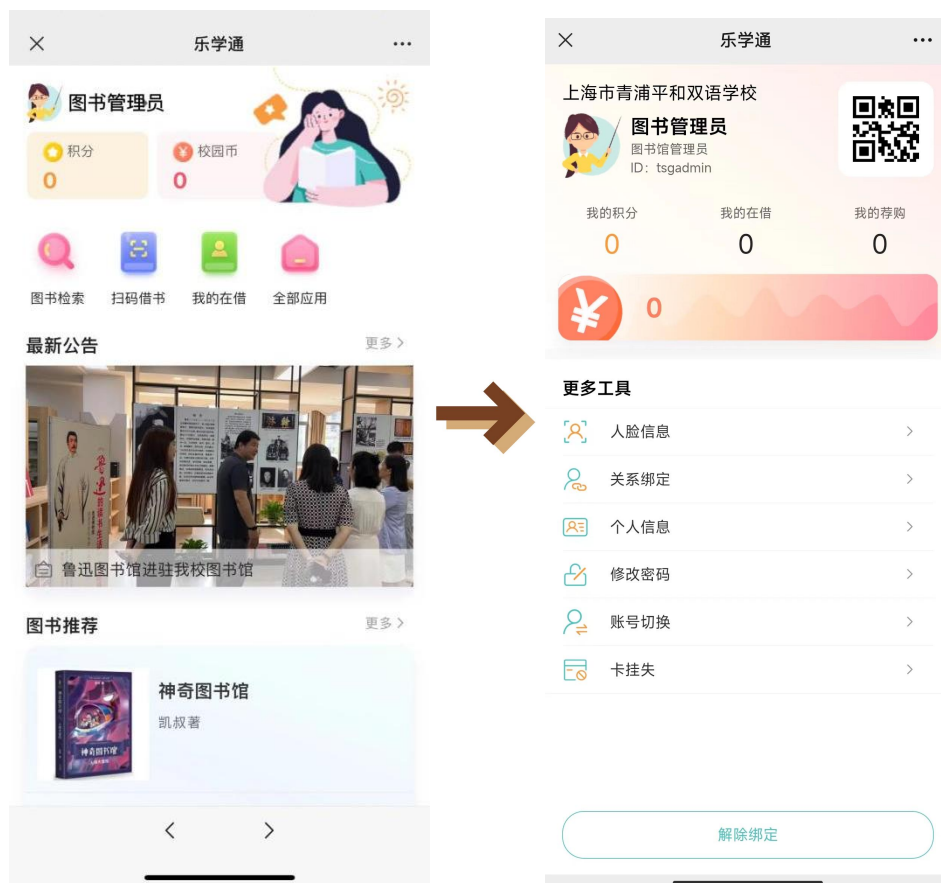 乐学通
图书管理员
积分
校园币
0
0
图书检索
扫码借书
我的在借
全部应用
最新公告
更多
鲁迅的读书生活
鲁迅图书馆进驻我校图书馆
图书推荐
更多
神奇图书馆
凯叔著
神奇图书馆
乐学通
上海市青浦平和双语学校
图书管理员
图书馆管理员
ID: tsgadmin
我的积分
我的在借
我的荐购
0
0
0
0
更多工具
人脸信息
关系绑定
个人信息
修改密码
账号切换
卡挂失
解除绑定